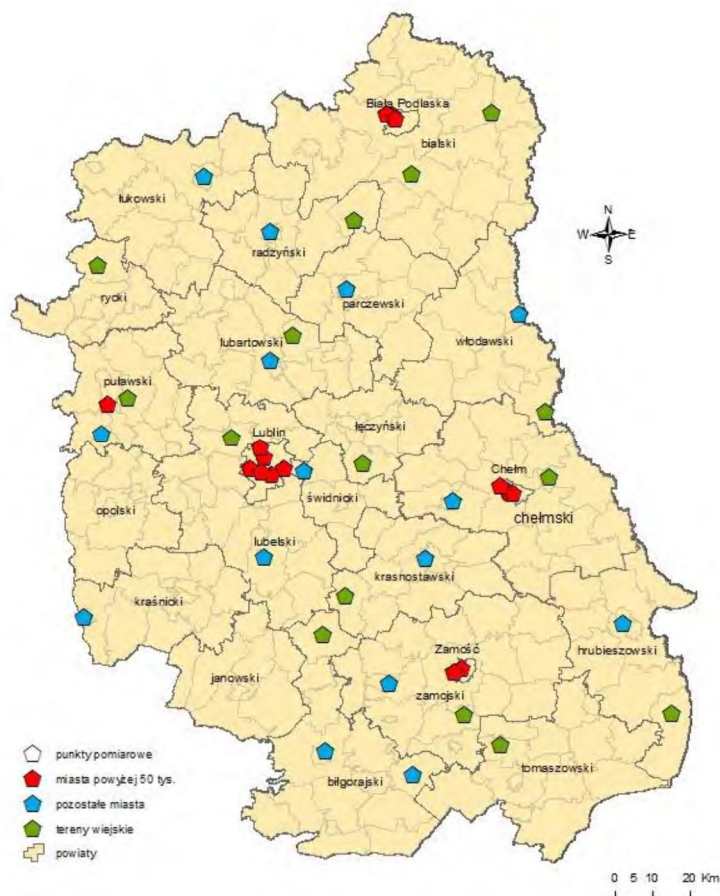 Biała Podlaska
bialski
łukowski
N
W E
S
radzyński
rycki
parczewski
włodawski
lubartowski
puławski
łęczyński
Lublin
Chełm
świdnicki
opolski
chełmski
lubelski
krasnostawski
kraśnicki
Zamość
hrubieszowski
janowski
zamojski
punkty pomiarowe
miasta powyżej 50 tys.
tomaszowski
biłgorajski
pozostałe miasta
tereny wiejskie
powiaty
0 5 10 20 Km